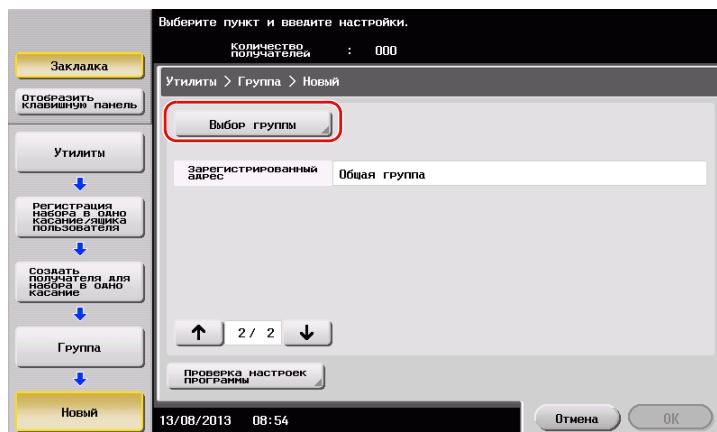 Выберите пункт и введите настройки.
Количество
получателей : 000
Закладка
Отобразить
клавишную панель
Утилиты
Регистрация
набора в одно
касание/ящика
пользователя
Создать
получателя для
набора в одно
касание
Группа
Новый
Утилиты > Группа > Новый
Выбор группы
Зарегистрированный
адрес
Общая группа
↑ 2/ 2 ↓
Проверка настроек
программы
13/08/2013 08:54
Отмена
OK